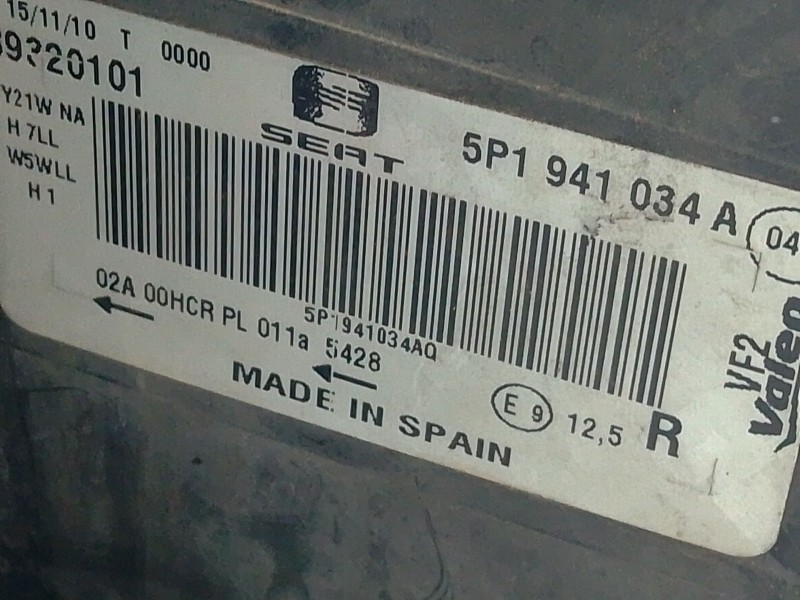 15/11/10 T 0000
89320101
Y21W NA
H 7LL
W5WLL
H 1
SEAT
5P1 941 034 A
04
5P1941034AQ
02A 00HCR PL 011a 5428
MADE IN SPAIN
E 9 12,5 R
VF2
Valeo